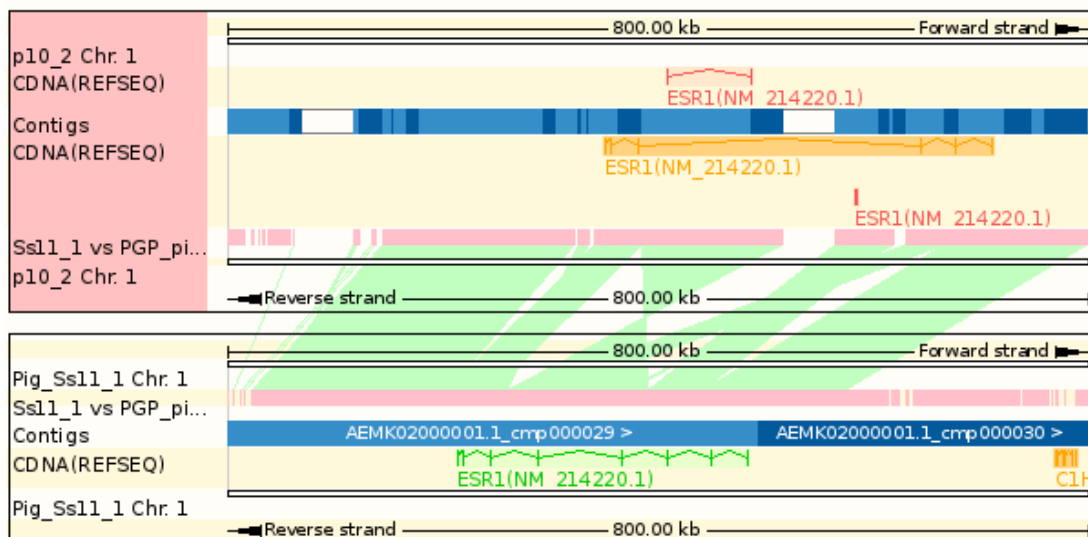 800.00 kb Forward strand
p10_2 Chr. 1
CDNA(REFSEQ)
ESR1(NM_214220.1)
Contigs
CDNA(REFSEQ)
ESR1(NM_214220.1)
ESR1(NM_214220.1)
Ss11_1 vs PGP_pi...
p10_2 Chr. 1
Reverse strand 800.00 kb
800.00 kb Forward strand
Pig_Ss11_1 Chr. 1
Ss11_1 vs PGP_pi...
Contigs AEMK02000001.1_cmp000029 > AEMK02000001.1_cmp000030 >
CDNA(REFSEQ)
ESR1(NM_214220.1) C1H
Pig_Ss11_1 Chr. 1
Reverse strand 800.00 kb